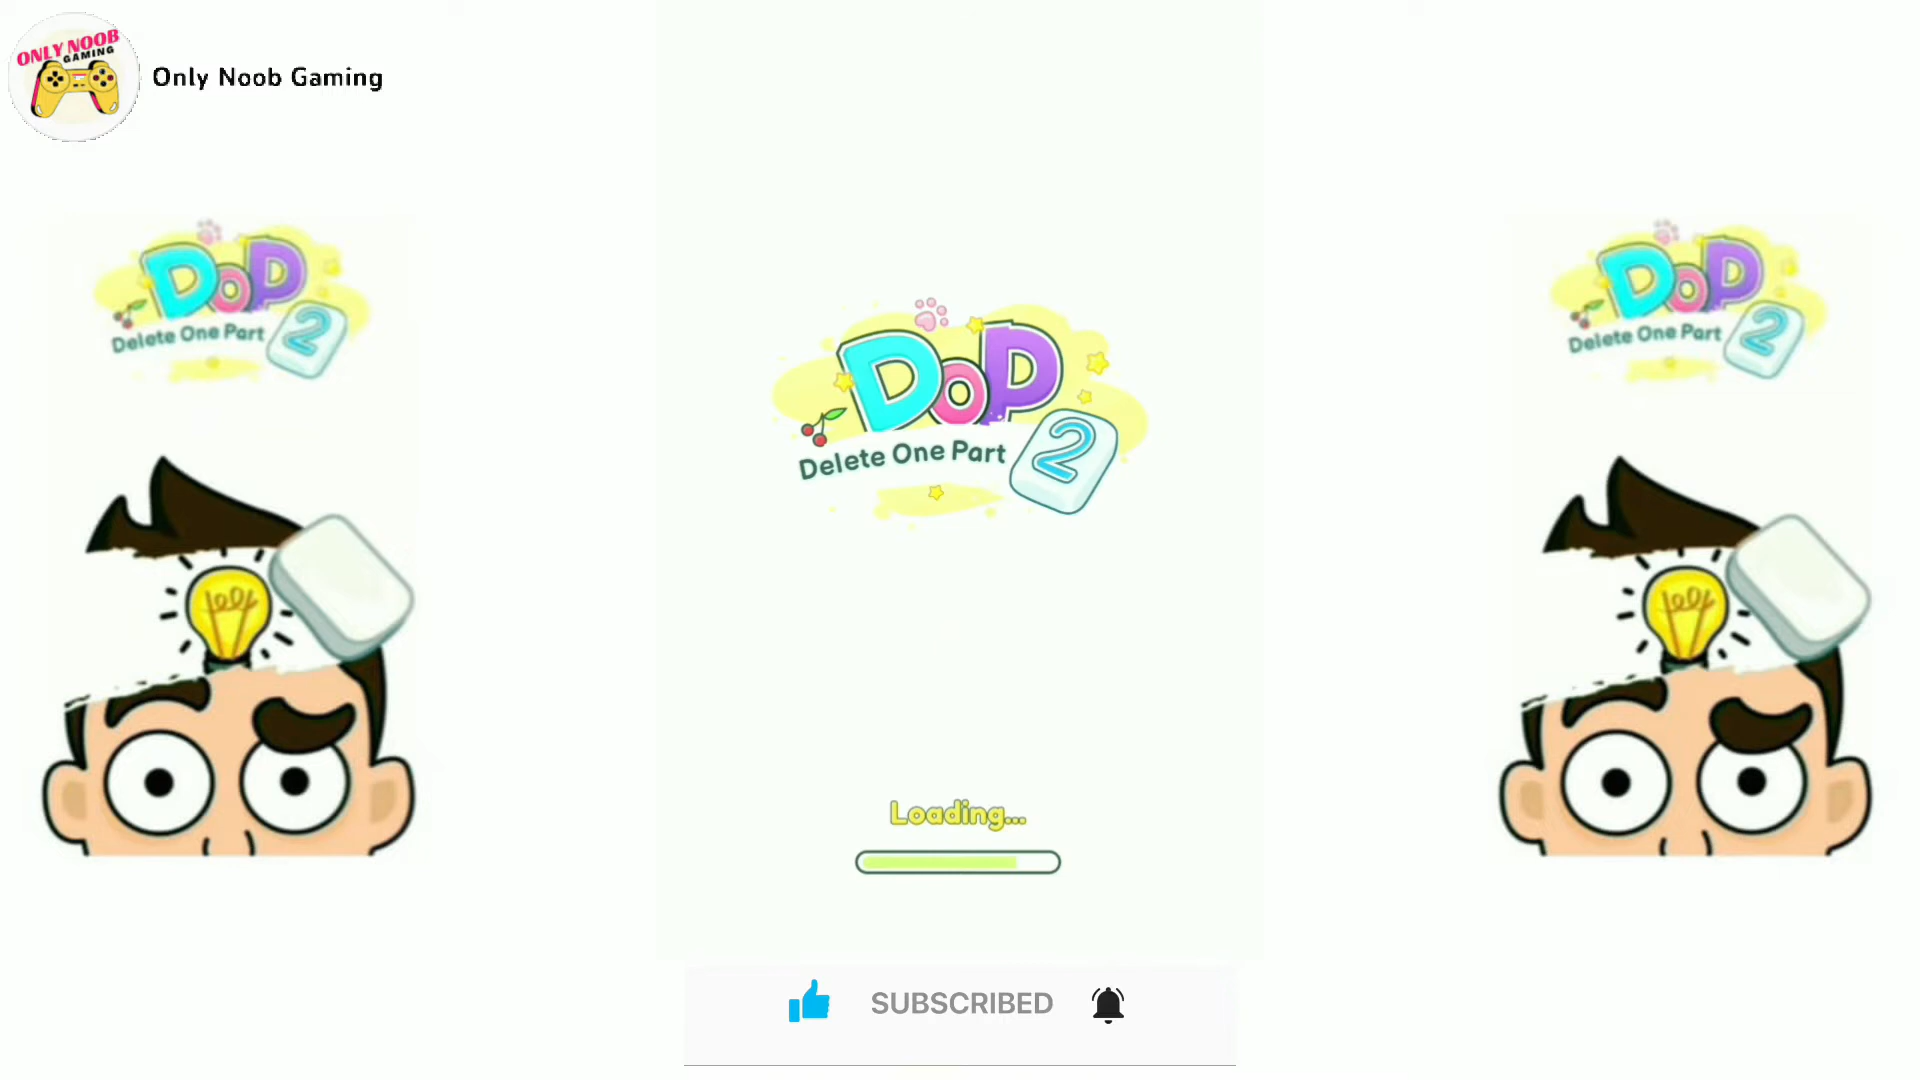 ONLY NOOB
GAMING
Only Noob Gaming
DOP
Delete One Part
2
DOP
Delete One Part
2
DOP
Delete One Part
2
Loading...
SUBSCRIBED